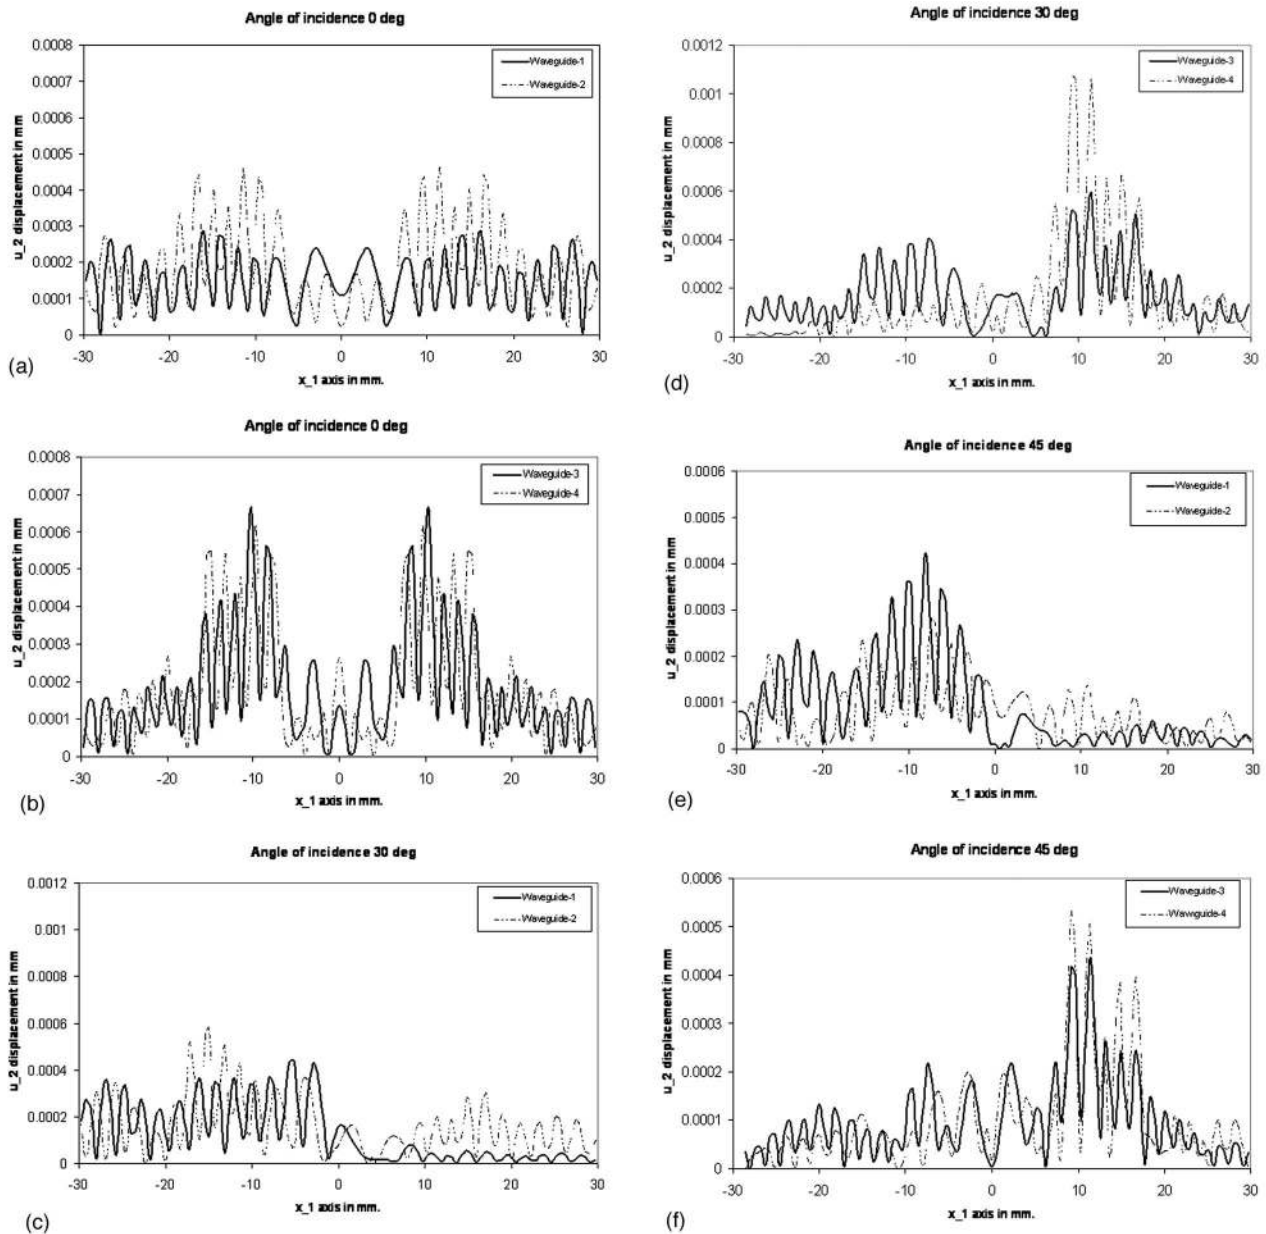 Angle of incidence 0 deg
0.0008
0.0007
0.0006
0.0005
0.0004
0.0003
0.0002
0.0001
0
u_2 displacement in mm
Waveguide-1
Waveguide-2
-30 -20 -10 0 10 20 30
x_1 axis in mm.
(a)
Angle of incidence 0 deg
0.0008
0.0007
0.0006
0.0005
0.0004
0.0003
0.0002
0.0001
0
u_2 displacement in mm
Waveguide-3
Waveguide-4
-30 -20 -10 0 10 20 30
x_1 axis in mm.
(b)
Angle of incidence 30 deg
0.0012
0.001
0.0008
0.0006
0.0004
0.0002
0
u_2 displacement in mm
Waveguide-1
Waveguide-2
-30 -20 -10 0 10 20 30
x_1 axis in mm.
(c)
Angle of incidence 30 deg
0.0012
0.001
0.0008
0.0006
0.0004
0.0002
0
u_2 displacement in mm
Waveguide-3
Waveguide-4
-30 -20 -10 0 10 20 30
x_1 axis in mm.
(d)
Angle of incidence 45 deg
0.0006
0.0005
0.0004
0.0003
0.0002
0.0001
0
u_2 displacement in mm
Waveguide-1
Waveguide-2
-30 -20 -10 0 10 20 30
x_1 axis in mm.
(e)
Angle of incidence 45 deg
0.0006
0.0005
0.0004
0.0003
0.0002
0.0001
0
u_2 displacement in mm
Waveguide-3
Waveguide-4
-30 -20 -10 0 10 20 30
x_1 axis in mm.
(f)